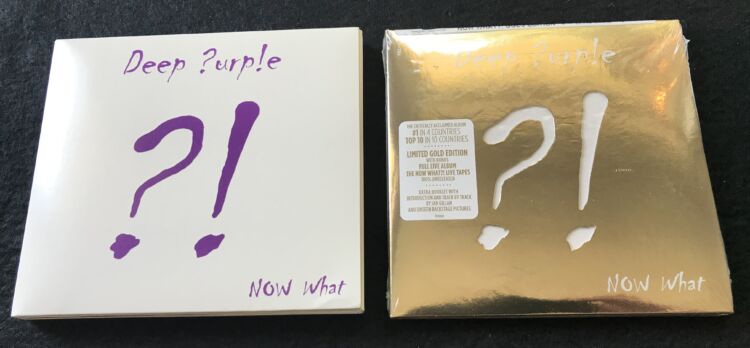 Deep ?urp!e
?!
NOW What
Deep ?urp!e
THE CRITICALLY ACCLAIMED ALBUM
#1 IN 4 COUNTRIES
TOP 10 IN 10 COUNTRIES
LIMITED GOLD EDITION
WITH BONUS
FULL LIVE ALBUM
THE NOW WHAT?! LIVE TAPES
100% UNRELEASED
EXTRA BOOKLET WITH
INTRODUCTION AND TRACK BY TRACK
BY IAN GILLAN
AND UNSEEN BACKSTAGE PICTURES
?!
NOW What